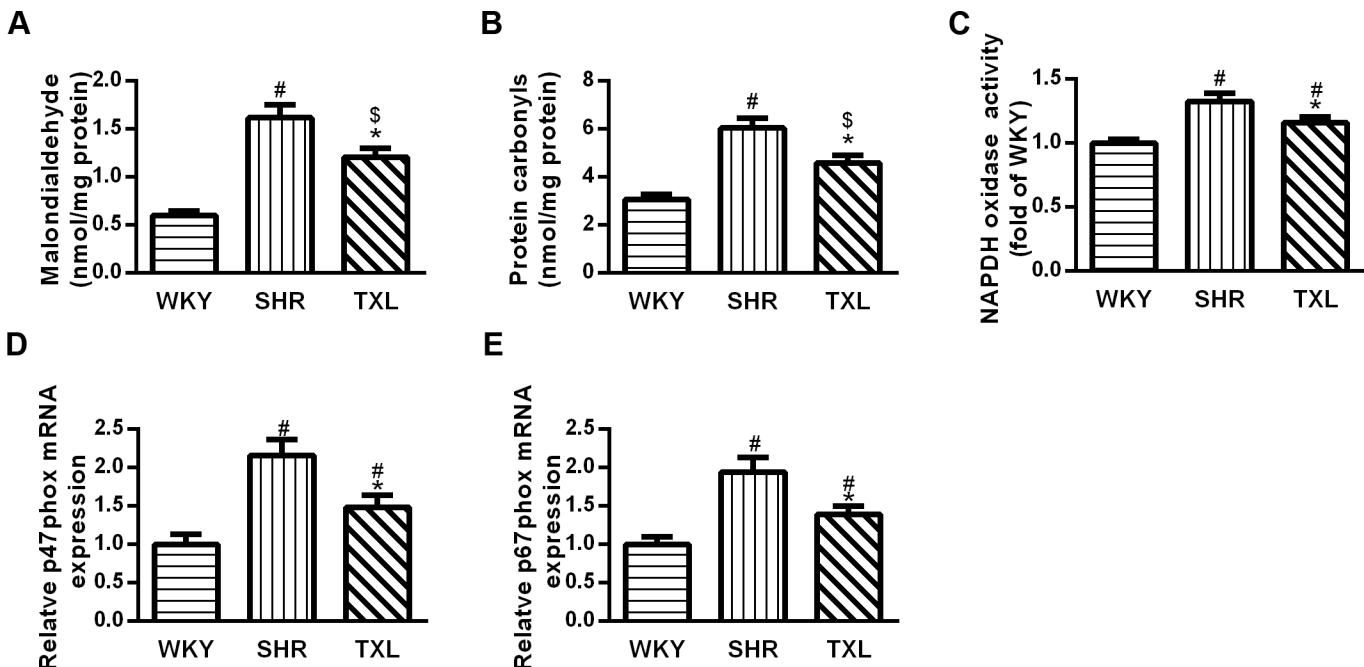 A
Malondialdehyde
(nmol/mg protein)
2.0
1.5
1.0
0.5
0.0
#
$
*
WKY SHR TXL
B
Protein carbonyls
(nmol/mg protein)
8
6
4
2
0
#
$
*
WKY SHR TXL
C
NAPDH oxidase activity
(fold of WKY)
1.5
1.0
0.5
0.0
#
#
*
WKY SHR TXL
D
Relatve p47phox mRNA
expression
2.5
2.0
1.5
1.0
0.5
0.0
#
#
*
WKY SHR TXL
E
Relatve p67phox mRNA
expression
2.5
2.0
1.5
1.0
0.5
0.0
#
#
*
WKY SHR TXL